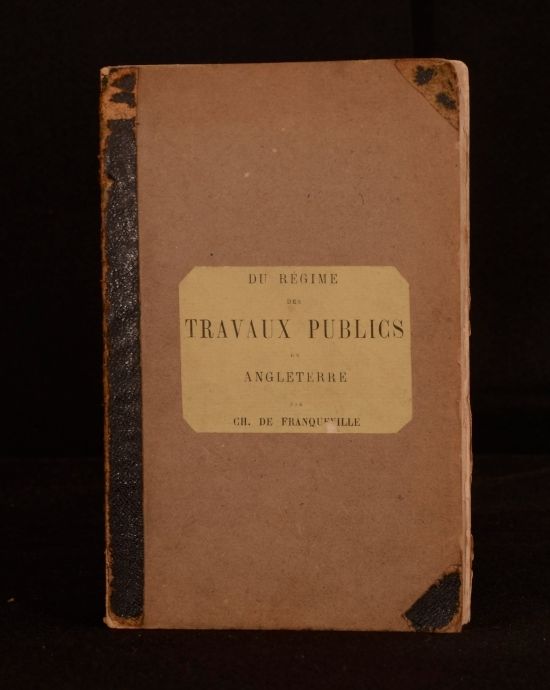 DU RÉGIME
DES
TRAVAUX PUBLICS
EN
ANGLETERRE
PAR
CH. DE FRANQUEVILLE